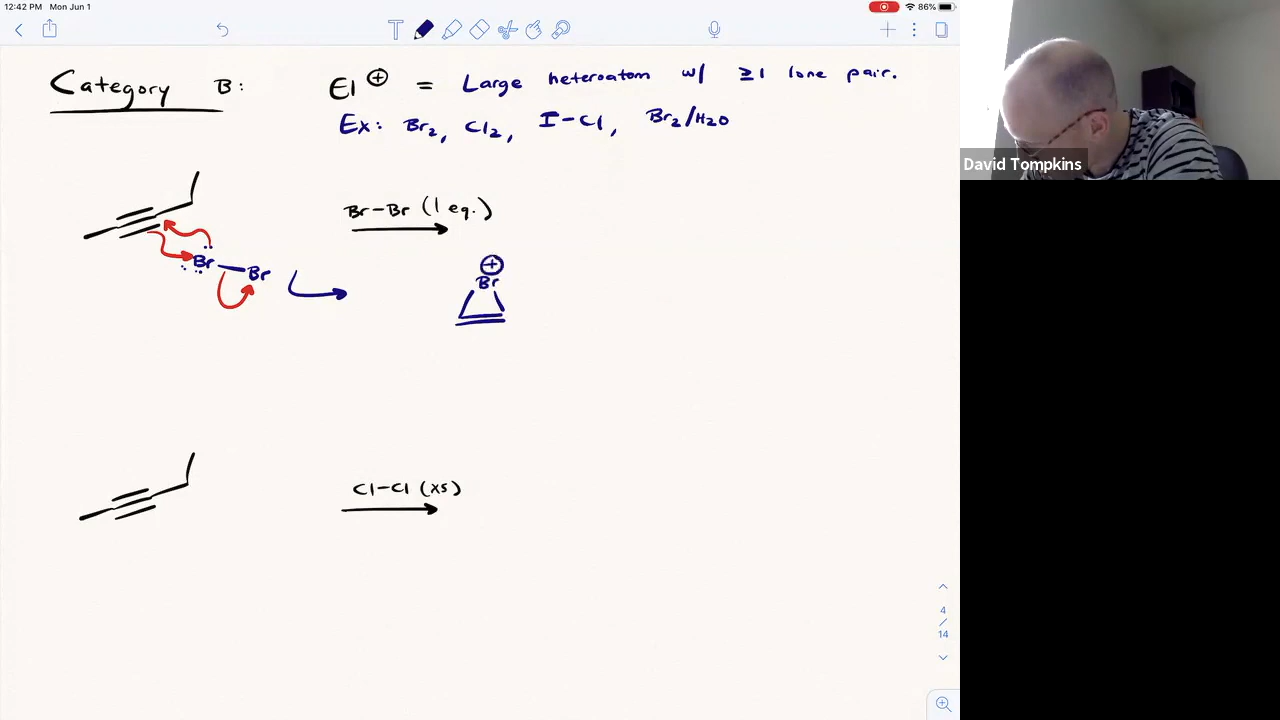 12:42 PM Mon Jun 1
86%
T
Category B: El⊕ = Large heteroatom w/ ≥1 lone pair.
Ex: Br₂, Cl₂, I-Cl, Br₂/H₂O
David Tompkins
Br-Br (1 eq.)
Br-Br
⊕
Br
Cl-Cl (xs)
4
/
14